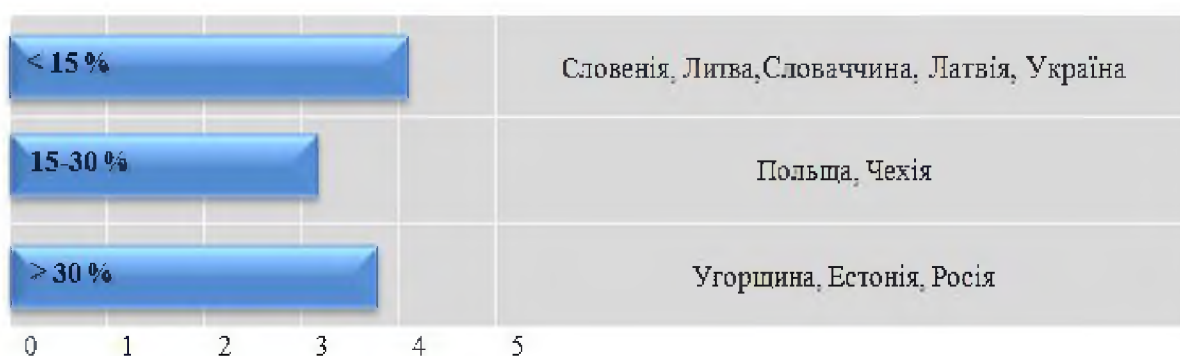 < 15 %
Словенія, Литва,Словаччина, Латвія, Україна
15-30 %
Польща, Чехія
> 30 %
Угорщина, Естонія, Росія
0 1 2 3 4 5